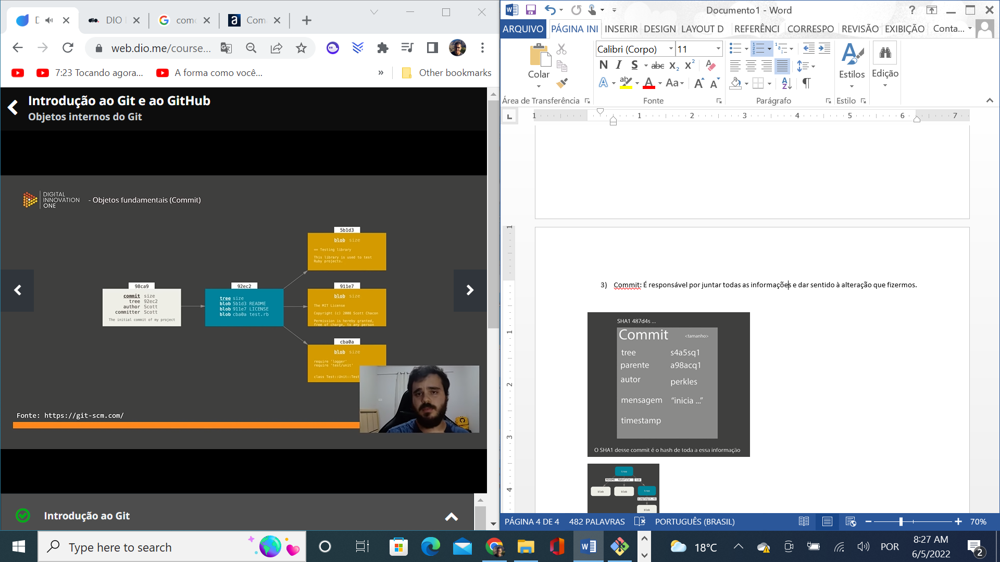 D
DIO
como
Com
web.dio.me/course...
7:23 Tocando agora...
A forma como você...
»
Other bookmarks
Introdução ao Git e ao GitHub
Objetos internos do Git
DIGITAL
INNOVATION
ONE
- Objetos fundamentais (Commit)
5b1d3
blob size
== Testing library
This library is used to test
Ruby projects.
98ca9
commit size
tree 92ec2
author Scott
committer Scott
The initial commit of my project
92ec2
tree size
blob 5b1d3 README
blob 911e7 LICENSE
blob cba0a test.rb
911e7
blob size
The MIT License
Copyright (c) 2008 Scott Chacon
Permission is hereby granted,
free of charge, to any person
cba0a
blob size
require 'logger'
require 'test/unit'
class Test::Unit::Test
Fonte: https://git-scm.com/
Introdução ao Git
Documento1 - Word
ARQUIVO PÁGINA INI INSERIR DESIGN LAYOUT D REFERÊNCI CORRESPO REVISÃO EXIBIÇÃO Conta...
Colar
Calibri (Corpo) 11
N I S abc X2 X2
A ab A Aa A A
Estilos
Edição
Área de Transferência
Fonte
Parágrafo
Estilo
1 1 2 3 4 5 6 7
1
1
2
3
4
3) Commit: É responsável por juntar todas as informações e dar sentido à alteração que fizermos.
SHA1 487d4s ...
Commit <tamanho>
tree s4a5sq1
parente a98acq1
autor perkles
mensagem “inicia ...”
timestamp
O SHA1 desse commit é o hash de toda a essa informação
tree
README Rakefile lib
blob blob tree
simplegit.rb
blob
PÁGINA 4 DE 4 482 PALAVRAS PORTUGUÊS (BRASIL) 70%
Type here to search
18°C
POR
8:27 AM
6/5/2022
2